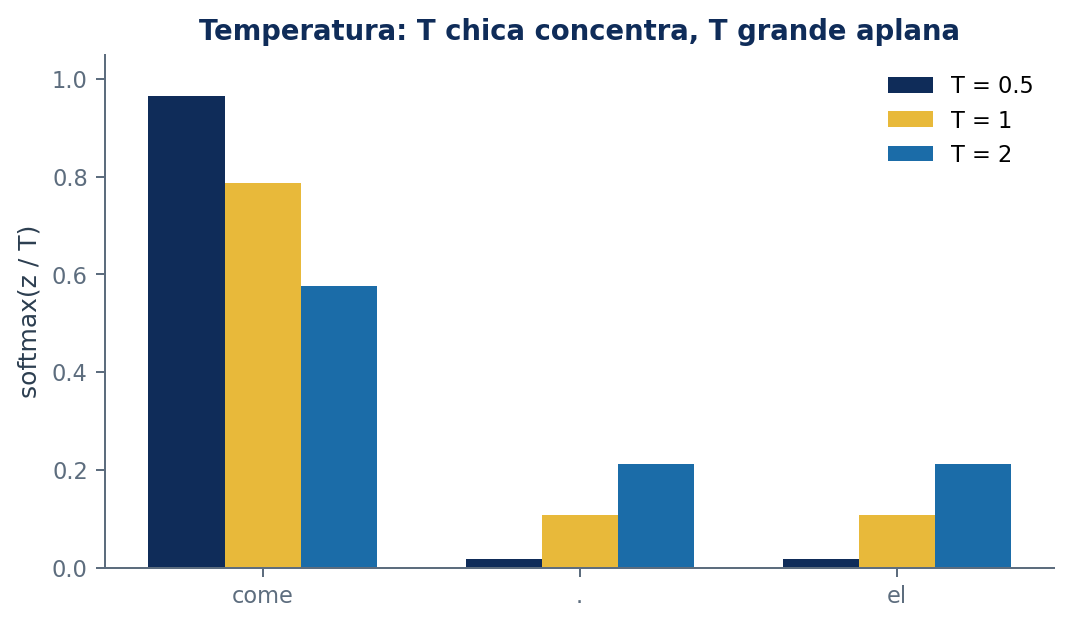 Temperatura: T chica concentra, T grande aplana
T = 0.5
T = 1
T = 2
softmax(z / T)
1.0
0.8
0.6
0.4
0.2
0.0
come
.
el